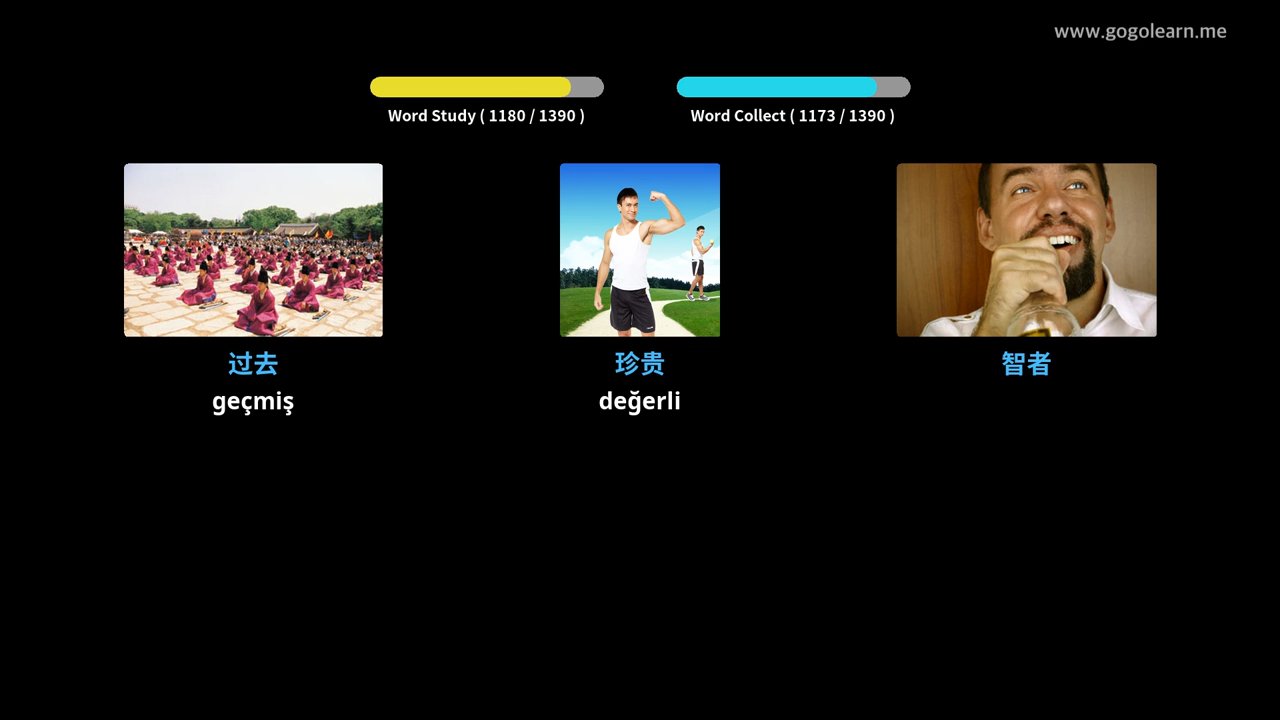 www.gogolearn.me
Word Study ( 1180 / 1390 )
Word Collect ( 1173 / 1390 )
过去
geçmiş
珍贵
değerli
智者